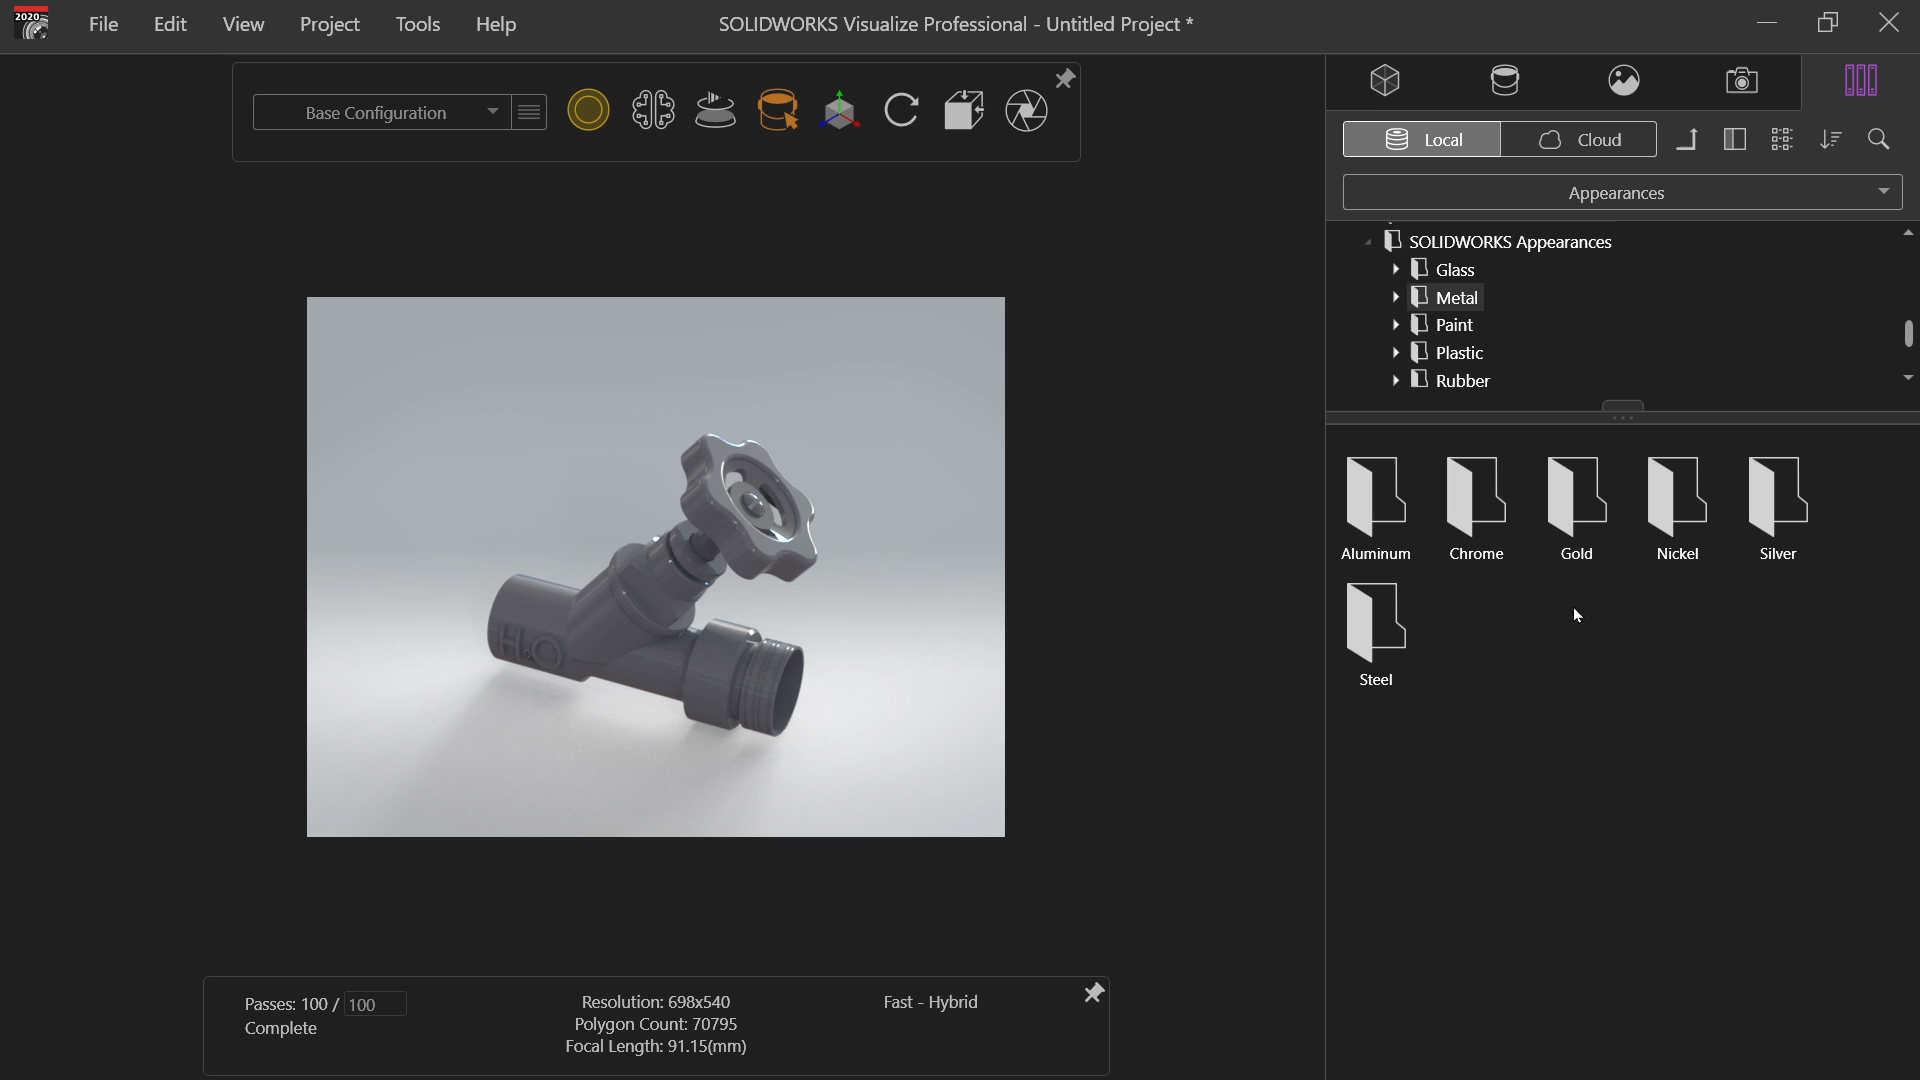 2020
File Edit View Project Tools Help
SOLIDWORKS Visualize Professional - Untitled Project *
Base Configuration
Local
Cloud
Appearances
SOLIDWORKS Appearances
Glass
Metal
Paint
Plastic
Rubber
Aluminum Chrome Gold Nickel Silver
Steel
H₂O
Passes: 100 / 100
Complete
Resolution: 698x540
Polygon Count: 70795
Focal Length: 91.15(mm)
Fast - Hybrid